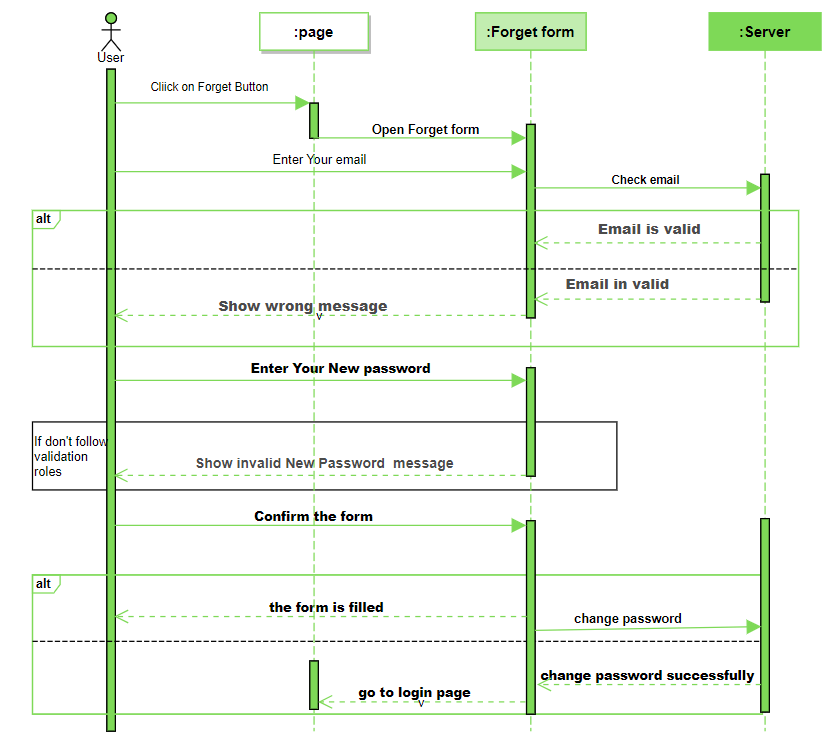 :page
:Forget form
:Server
User
Cliick on Forget Button
Open Forget form
Enter Your email
Check email
alt
Email is valid
Email in valid
Show wrong message
v
Enter Your New password
If don't follow
validation
roles
Show invalid New Password message
Confirm the form
alt
the form is filled
change password
change password successfully
go to login page
v